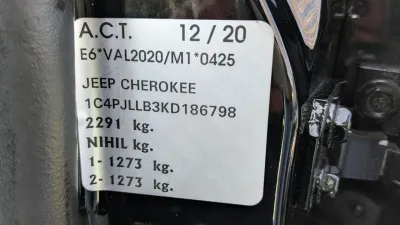 A.C.T. 12 / 20
E6*VAL2020/M1*0425
JEEP CHEROKEE
1C4PJLLB3KD186798
2291 kg.
NIHIL kg.
1- 1273 kg.
2- 1273 kg.